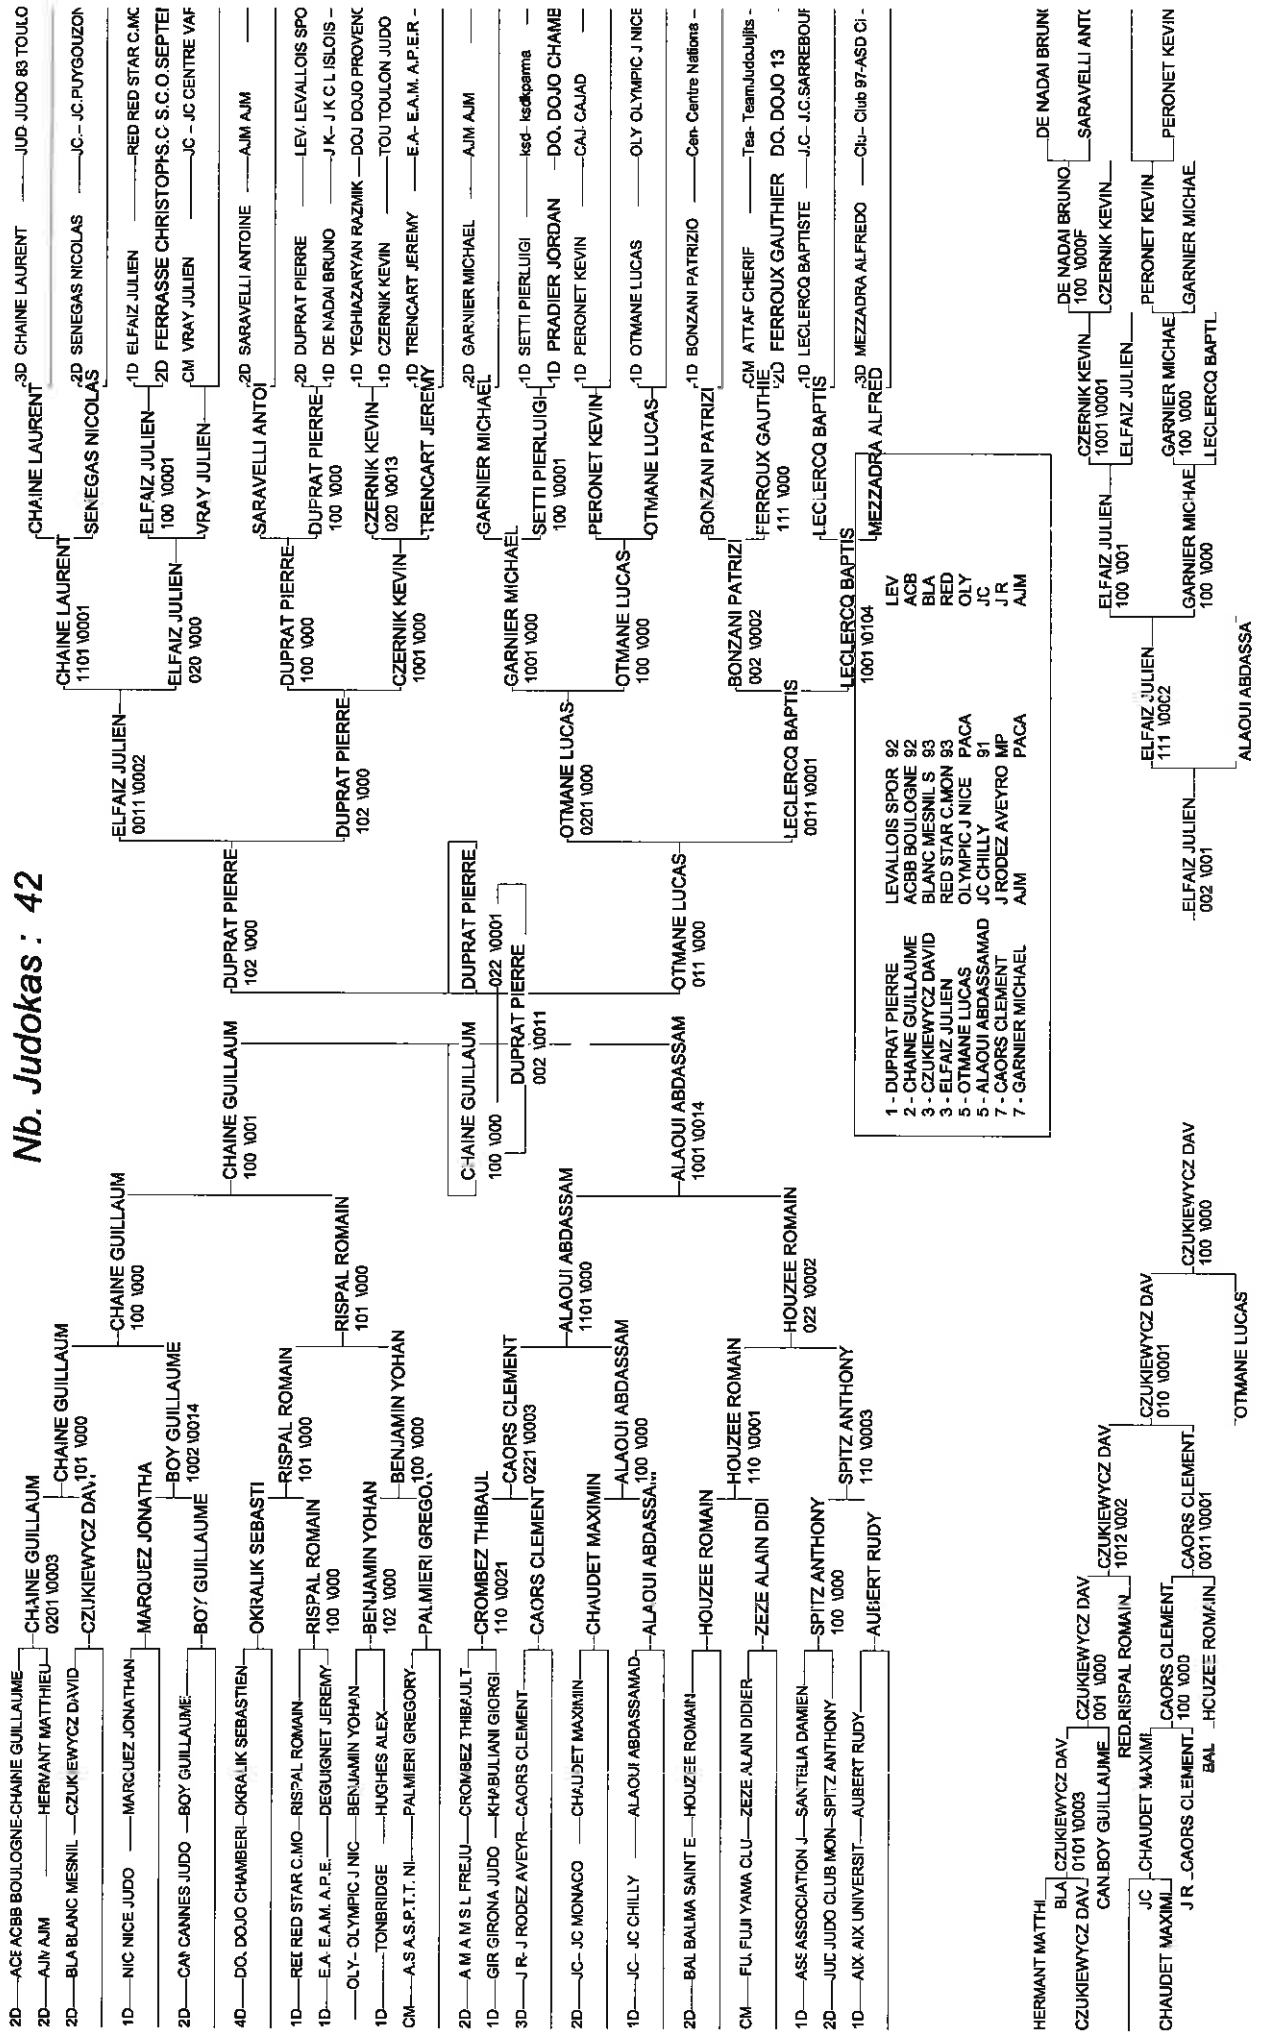 Nb. Judokas : 42
2D ACB BOULOGNE-CHAINE GUILLAUME
2D AJM AJM HERVANT MATTHIEU
2D BLA BLANC MESNIL CZUKIEWYCZ DAVID
1D NIC NICE JUDO MARQUEZ JONATHAN
2D CAN CANNES JUDO BOY GUILLAUME
4D DO. DOJO CHAMBERI OKRALIK SEBASTIEN
1D RED RED STAR C.MO RISPAL ROMAIN
1D E.A- E.A.M. A.P.E. DEGUIGNET JEREMY
OLY- OLYMPIC J NIC BENJAMIN YOHAN
1D TONBRIDGE HUGHES ALEX
CM A.S A.S.P.T.T. NI PALMIERI GREGORY
2D A M A M S L FREJU CROMBEZ THIBAULT
1D GIR GIRONA JUDO KHABULIANI GIORGI
3D J R- J RODEZ AVEYR CAORS CLEMENT
2D JC- JC MONACO CHAUDET MAXIMIN
1D JC- JC CHILLY ALAOUI ABDASSAMAD
2D BAL BALMA SAINT E HOUZEE ROMAIN
CM FUJ FUJI YAMA CLU ZEZE ALAIN DIDIER
1D ASS ASSOCIATION J SANTELIA DAMIEN
2D JUD JUDO CLUB MON SPITZ ANTHONY
1D AIX- AIX UNIVERSIT AUBERT RUDY
CHAINE GUILLAUM
0201 \0003
CZUKIEWYCZ DAV
MARQUEZ JONATHA
BOY GUILLAUME
OKRALIK SEBASTI
RISPAL ROMAIN
100 \000
BENJAMIN YOHAN
102 \000
PALMIERI GREGO
CROMBEZ THIBAUL
110 \0021
CAORS CLEMENT
CHAUDET MAXIMIN
ALAOUI ABDASSAM
HOUZEE ROMAIN
ZEZE ALAIN DIDI
SPITZ ANTHONY
100 \000
AUBERT RUDY
CHAINE GUILLAUM
101 \000
BOY GUILLAUME
1002 \0014
RISPAL ROMAIN
101 \000
BENJAMIN YOHAN
100 \000
CAORS CLEMENT
0221 \0003
ALAOUI ABDASSAM
100 \000
HOUZEE ROMAIN
110 \0001
SPITZ ANTHONY
110 \0003
CHAINE GUILLAUM
100 \000
RISPAL ROMAIN
101 \000
ALAOUI ABDASSAM
1101 \000
HOUZEE ROMAIN
022 \0002
CHAINE GUILLAUM
100 \001
ALAOUI ABDASSAM
1001 \0014
CHAINE GUILLAUM
100 \000
DUPRAT PIERRE
022 \0001
DUPRAT PIERRE
002 \0011
DUPRAT PIERRE
102 \000
OTMANE LUCAS
011 \000
ELFAIZ JULIEN
0011 \0002
DUPRAT PIERRE
102 \000
OTMANE LUCAS
0201 \000
LECLERCQ BAPTIS
0011 \0001
CHAINE LAURENT
1101 \0001
ELFAIZ JULIEN
020 \000
DUPRAT PIERRE
100 \000
CZERNIK KEVIN
1001 \000
GARNIER MICHAEL
1001 \000
OTMANE LUCAS
100 \000
BONZANI PATRIZI
002 \0002
LECLERCQ BAPTIS
1001 \0104
CHAINE LAURENT
SENEGAS NICOLAS
ELFAIZ JULIEN
100 \0001
VRAY JULIEN
SARAVELLI ANTOI
DUPRAT PIERRE
100 \000
CZERNIK KEVIN
020 \0013
TRENCART JEREMY
GARNIER MICHAEL
SETTI PIERLUIGI
100 \0001
PERONET KEVIN
OTMANE LUCAS
BONZANI PATRIZI
FERROUX GAUTHIE
111 \000
LECLERCQ BAPTIS
MEZZADRA ALFRED
3D CHAINE LAURENT JUD- JUDO 83 TOULO
2D SENEGAS NICOLAS JC.- JC.PUYGOUZON
1D ELFAIZ JULIEN RED RED STAR C.MO
2D FERRASSE CHRISTOPH S.C- S.C.O.SEPTEN
CM VRAY JULIEN JC - JC CENTRE VAR
2D SARAVELLI ANTOINE AJM AJM
2D DUPRAT PIERRE LEV- LEVALLOIS SPO
1D DE NADAI BRUNO J K- J K C L ISLOIS -
1D YEGHIAZARYAN RAZMIK DOJ DOJO PROVENC
1D CZERNIK KEVIN TOU TOULON JUDO
1D TRENCART JEREMY E.A- E.A.M. A.P.E.R -
2D GARNIER MICHAEL AJM AJM
1D SETTI PIERLUIGI ksd- ksdkparma
1D PRADIER JORDAN DO. DOJO CHAMBE
1D PERONET KEVIN CAJ- CAJAD
1D OTMANE LUCAS OLY OLYMPIC J NICE
1D BONZANI PATRIZIO Cen- Centre Nationa -
CM ATTAF CHERIF Tea- TeamJudoJujits -
2D FERROUX GAUTHIER DO. DOJO 13
1D LECLERCQ BAPTISTE J.C- J.C.SARREBOUR
3D MEZZADRA ALFREDO Clu- Club 97-ASD Ci -
1 - DUPRAT PIERRE LEVALLOIS SPOR 92 LEV
2 - CHAINE GUILLAUME ACBB BOULOGNE 92 ACB
3 - CZUKIEWYCZ DAVID BLANC MESNIL S 93 BLA
3 - ELFAIZ JULIEN RED STAR C.MON 93 RED
5 - OTMANE LUCAS OLYMPIC J NICE PACA OLY
5 - ALAOUI ABDASSAMAD JC CHILLY 91 JC
7 - CAORS CLEMENT J RODEZ AVEYRO MP J R
7 - GARNIER MICHAEL AJM PACA AJM
HERMANT MATTHI
BLA CZUKIEWYCZ DAV
CZUKIEWYCZ DAV 0101 \0003
CAN BOY GUILLAUME
CZUKIEWYCZ DAV
001 \000
RED RISPAL ROMAIN
CZUKIEWYCZ DAV
1012 \002
JC CHAUDET MAXIMI
CHAUDET MAXIMI
J R CAORS CLEMENT
CAORS CLEMENT
100 \000
BAL HOUZEE ROMAIN
CAORS CLEMENT
0011 \0001
CZUKIEWYCZ DAV
010 \0001
OTMANE LUCAS
CZUKIEWYCZ DAV
100 \000
ELFAIZ JULIEN
002 \001
ALAOUI ABDASSA
ELFAIZ JULIEN
111 \0002
ELFAIZ JULIEN
100 \001
GARNIER MICHAE
100 \000
CZERNIK KEVIN
1001 \0001
ELFAIZ JULIEN
GARNIER MICHAE
100 \000
LECLERCQ BAPTI
DE NADAI BRUNO
100 \000F
CZERNIK KEVIN
PERONET KEVIN
GARNIER MICHAE
DE NADAI BRUN
SARAVELLI ANTO
PERONET KEVIN